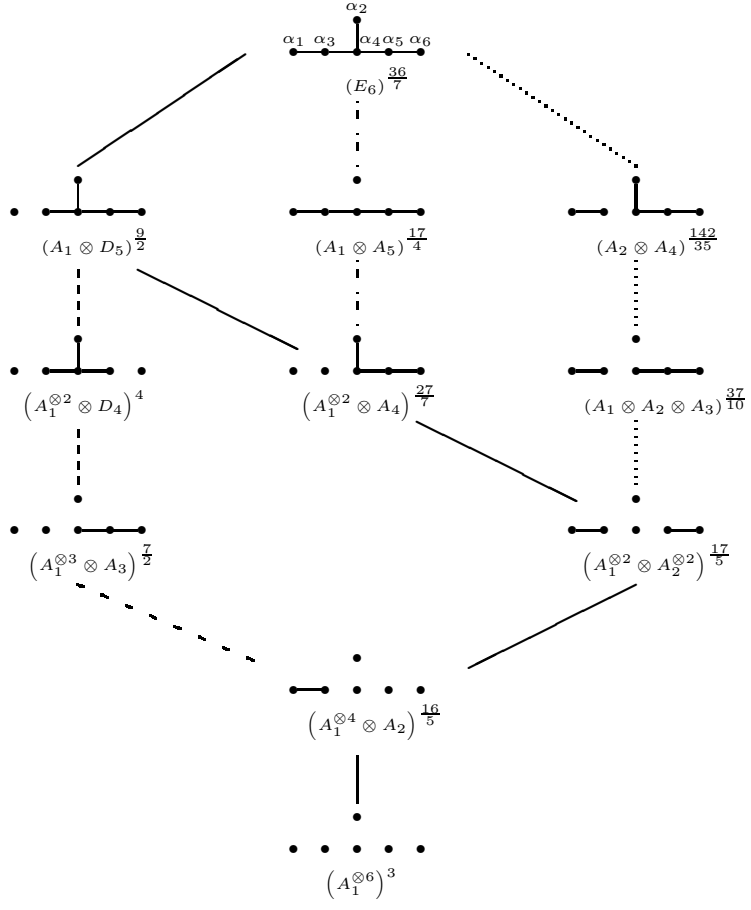 α₂
α₁ α₃ α₄ α₅ α₆
(E₆)^{36/7}
(A₁ ⊗ D₅)^{9/2} (A₁ ⊗ A₅)^{17/4} (A₂ ⊗ A₄)^{142/35}
(A₁^{⊗2} ⊗ D₄)^{4} (A₁^{⊗2} ⊗ A₄)^{27/7} (A₁ ⊗ A₂ ⊗ A₃)^{37/10}
(A₁^{⊗3} ⊗ A₃)^{7/2} (A₁^{⊗2} ⊗ A₂^{⊗2})^{17/5}
(A₁^{⊗4} ⊗ A₂)^{16/5}
(A₁^{⊗6})^{3}